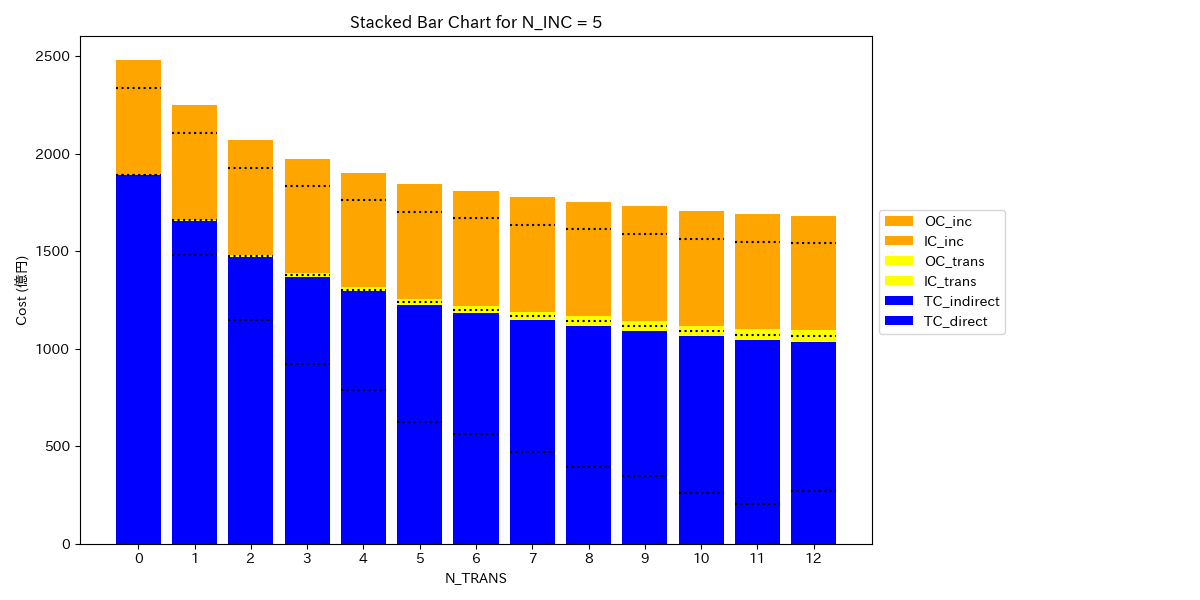 Stacked Bar Chart for N_INC = 5
Cost (億円)
2500
2000
1500
1000
500
0
0 1 2 3 4 5 6 7 8 9 10 11 12
N_TRANS
OC_inc
IC_inc
OC_trans
IC_trans
TC_indirect
TC_direct